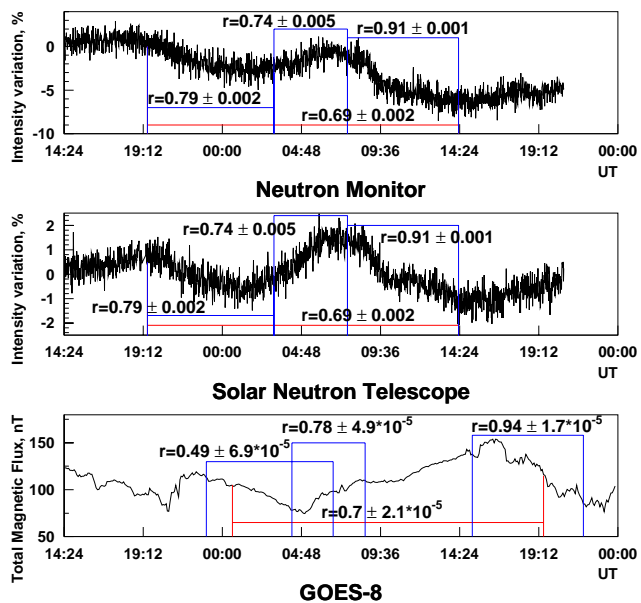 r=0.74 ± 0.005
r=0.91 ± 0.001
Intensity variation, %
0
-5
-10
r=0.79 ± 0.002
r=0.69 ± 0.002
14:24 19:12 00:00 04:48 09:36 14:24 19:12 00:00
UT
Neutron Monitor
Intensity variation, %
2
1
0
-1
-2
r=0.74 ± 0.005
r=0.91 ± 0.001
r=0.79 ± 0.002
r=0.69 ± 0.002
14:24 19:12 00:00 04:48 09:36 14:24 19:12 00:00
UT
Solar Neutron Telescope
Total Magnetic Flux, nT
150
100
50
r=0.78 ± 4.9*10⁻⁵
r=0.94 ± 1.7*10⁻⁵
r=0.49 ± 6.9*10⁻⁵
r=0.7 ± 2.1*10⁻⁵
14:24 19:12 00:00 04:48 09:36 14:24 19:12 00:00
UT
GOES-8